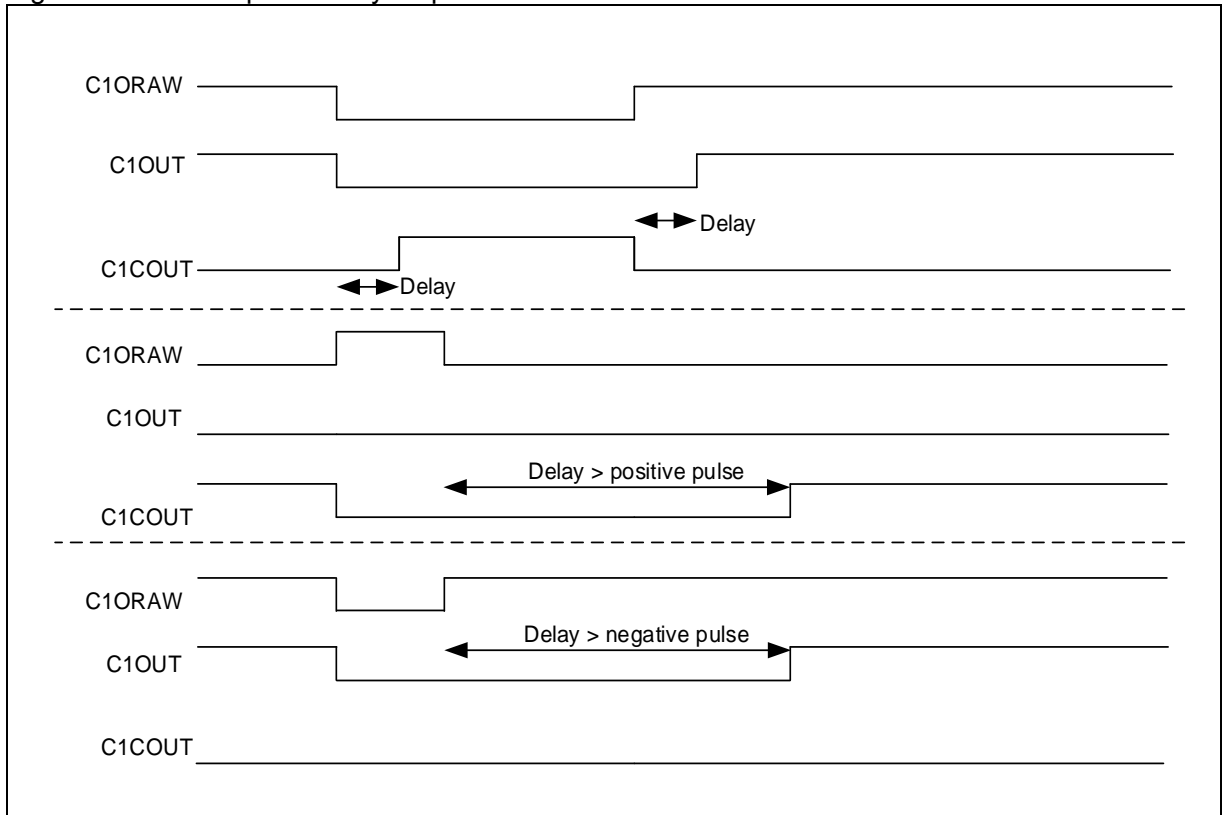 C1ORAW
C1OUT
Delay
C1COUT
Delay
C1ORAW
C1OUT
Delay > positive pulse
C1COUT
C1ORAW
Delay > negative pulse
C1OUT
C1COUT